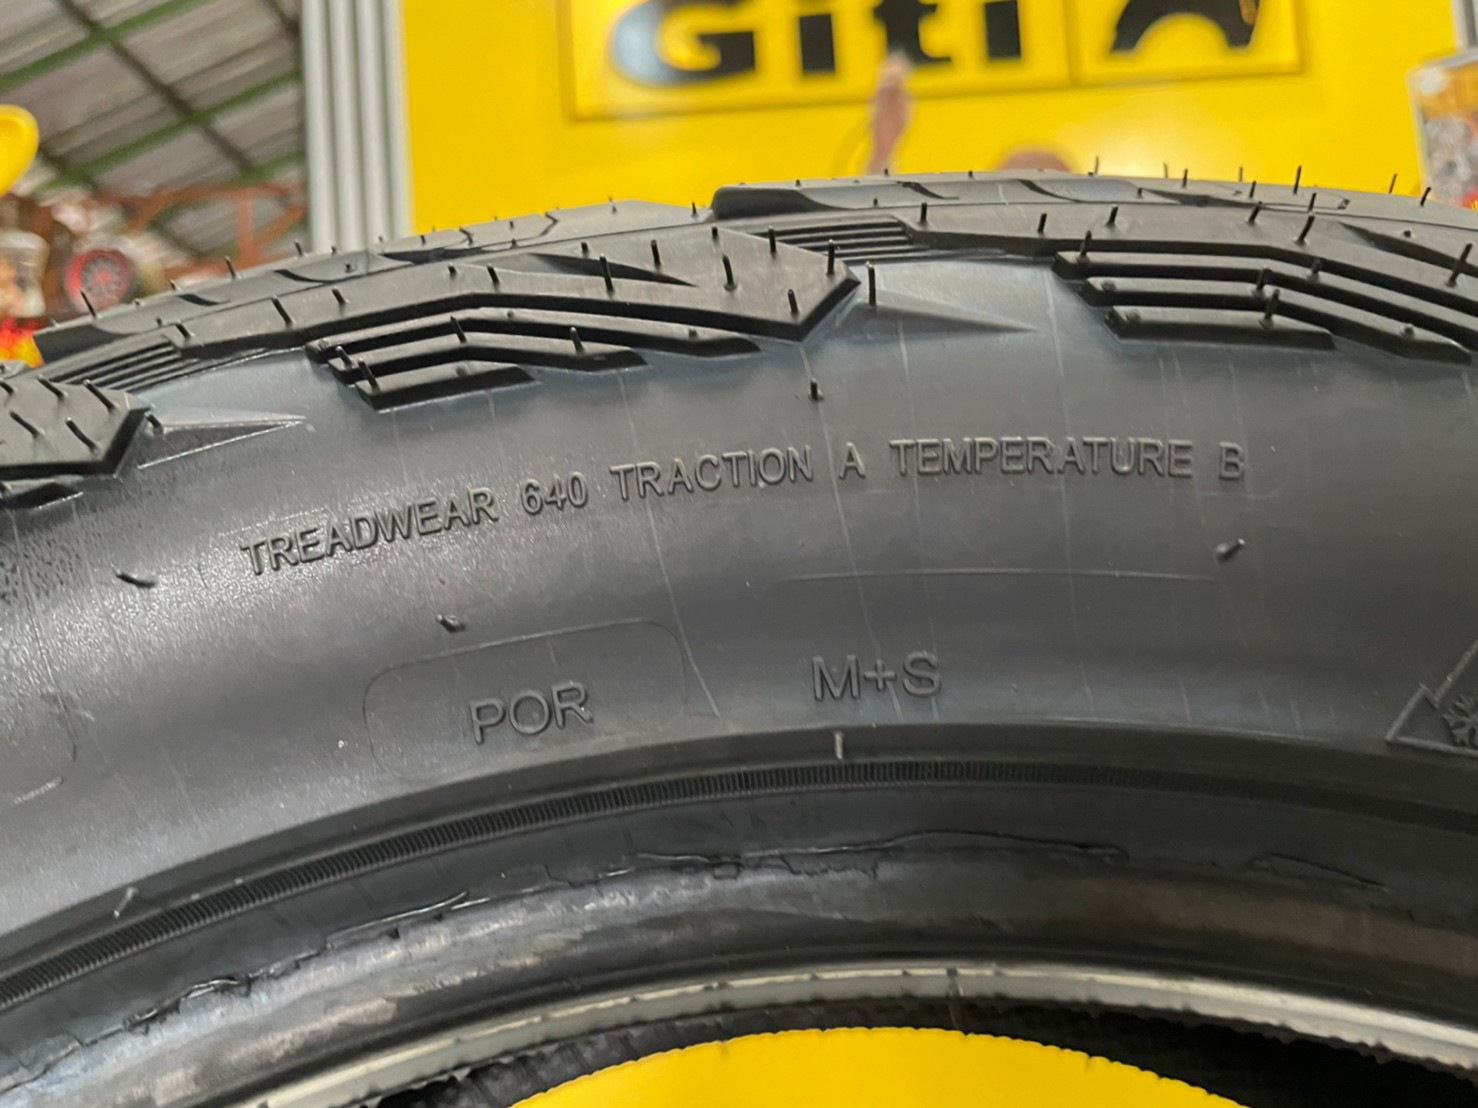 Giti
TREADWEAR 640 TRACTION A TEMPERATURE B
POR
M+S